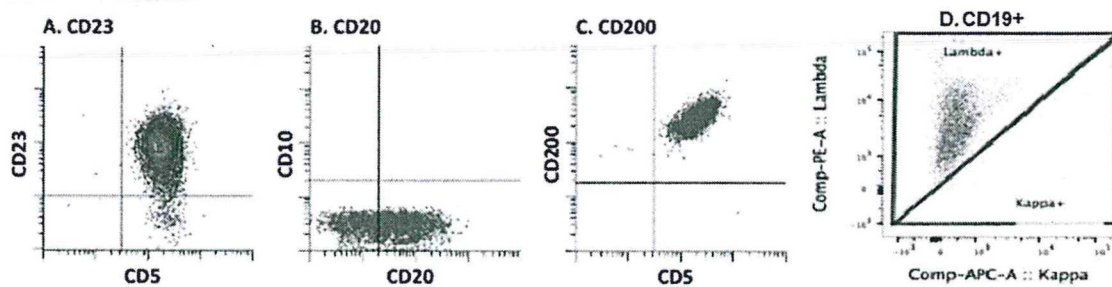 A. CD23
CD23
CD5
B. CD20
CD10
CD20
C. CD200
CD200
CD5
D. CD19+
Lambda+
Kappa+
Comp-PE-A :: Lambda
Comp-APC-A :: Kappa